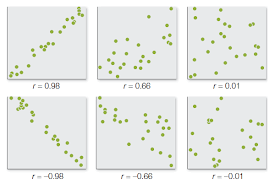 r = 0.98 r = 0.66 r = 0.01
r = −0.98 r = −0.66 r = −0.01